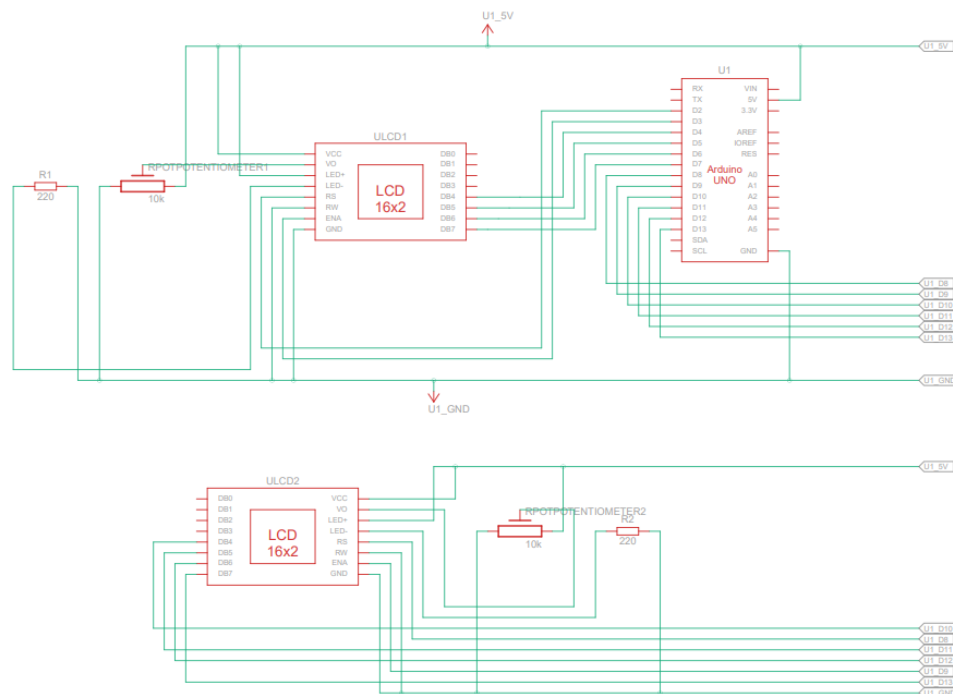 U1_5V
U1_5V
U1
RX
TX
D2
D3
D4
D5
D6
D7
D8
D9
D10
D11
D12
D13
SDA
SCL
Arduino
UNO
VIN
5V
3.3V
AREF
IOREF
RES
A0
A1
A2
A3
A4
A5
GND
ULCD1
VCC
VO
LED+
LED-
RS
RW
ENA
GND
LCD
16x2
DB0
DB1
DB2
DB3
DB4
DB5
DB6
DB7
RPOTPOTENTIOMETER1
10k
R1
220
U1_D8
U1_D9
U1_D10
U1_D11
U1_D12
U1_D13
U1_GND
U1_GND
U1_5V
ULCD2
DB0
DB1
DB2
DB3
DB4
DB5
DB6
DB7
LCD
16x2
VCC
VO
LED+
LED-
RS
RW
ENA
GND
RPOTPOTENTIOMETER2
10k
R2
220
U1_D10
U1_D8
U1_D11
U1_D12
U1_D9
U1_D13
U1_GND